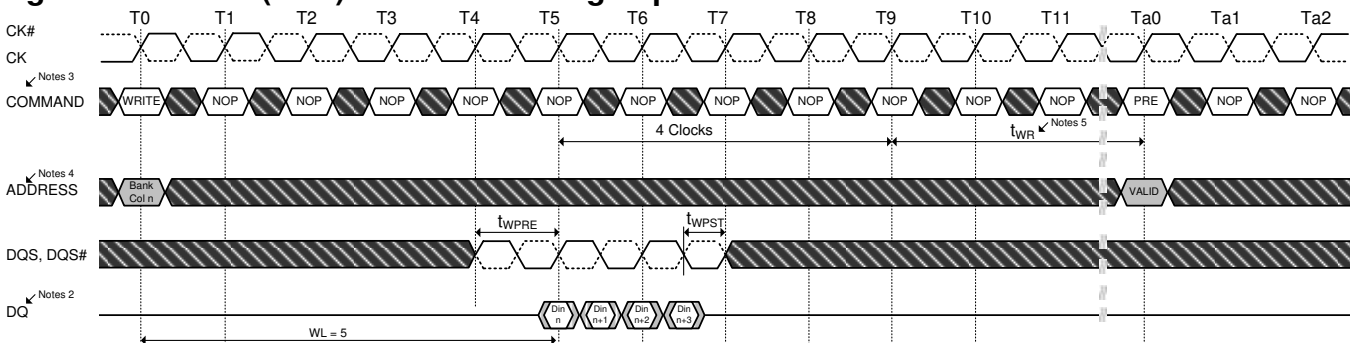 T0 T1 T2 T3 T4 T5 T6 T7 T8 T9 T10 T11 Ta0 Ta1 Ta2
CK#
CK
Notes 3
COMMAND WRITE NOP NOP NOP NOP NOP NOP NOP NOP NOP NOP NOP PRE NOP NOP
4 Clocks tWR Notes 5
Notes 4
ADDRESS Bank Col n VALID
tWPRE tWPST
DQS, DQS#
Notes 2
DQ Din n Din n+1 Din n+2 Din n+3
WL = 5